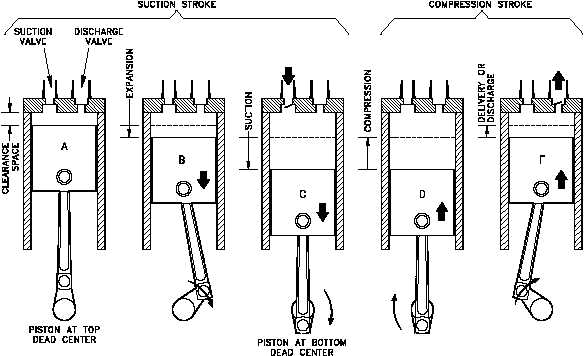 SUCTION STROKE
COMPRESSION STROKE
SUCTION
VALVE
DISCHARGE
VALVE
EXPANSION
SUCTION
COMPRESSION
DELIVERY OR
DISCHARGE
CLEARANCE
SPACE
A
B
C
D
F
PISTON AT TOP
DEAD CENTER
PISTON AT BOTTOM
DEAD CENTER